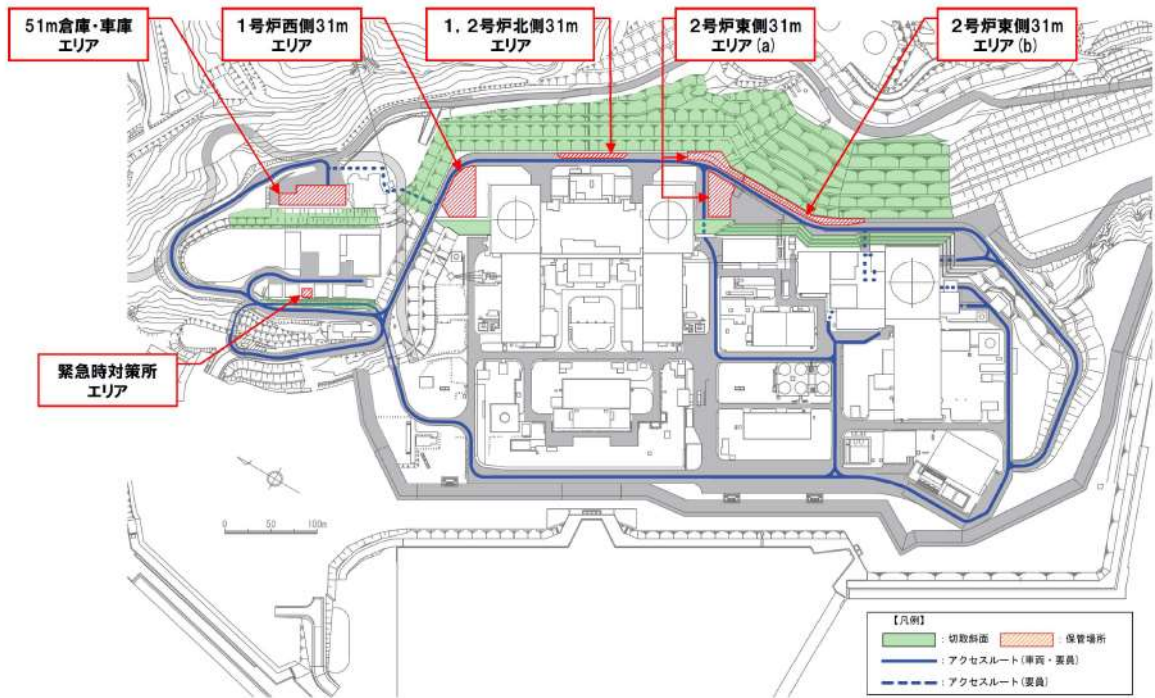 51m倉庫・車庫
エリア
1号炉西側31m
エリア
1，2号炉北側31m
エリア
2号炉東側31m
エリア(a)
2号炉東側31m
エリア(b)
緊急時対策所
エリア
0 50 100m
【凡例】
：切取斜面
：保管場所
：アクセスルート(車両・要員)
：アクセスルート(要員)